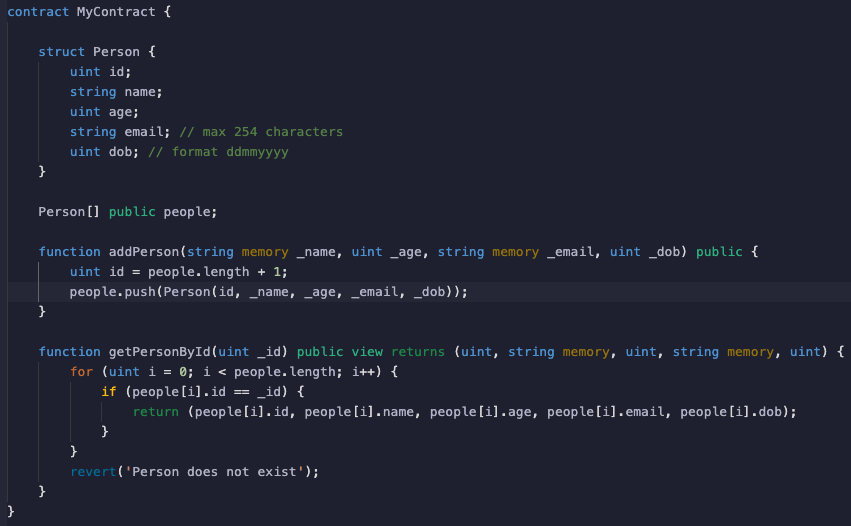 contract MyContract {
struct Person {
uint id;
string name;
uint age;
string email; // max 254 characters
uint dob; // format ddmmyyyy
}
Person[] public people;
function addPerson(string memory _name, uint _age, string memory _email, uint _dob) public {
uint id = people.length + 1;
people.push(Person(id, _name, _age, _email, _dob));
}
function getPersonById(uint _id) public view returns (uint, string memory, uint, string memory, uint) {
for (uint i = 0; i < people.length; i++) {
if (people[i].id == _id) {
return (people[i].id, people[i].name, people[i].age, people[i].email, people[i].dob);
}
}
revert('Person does not exist');
}
}